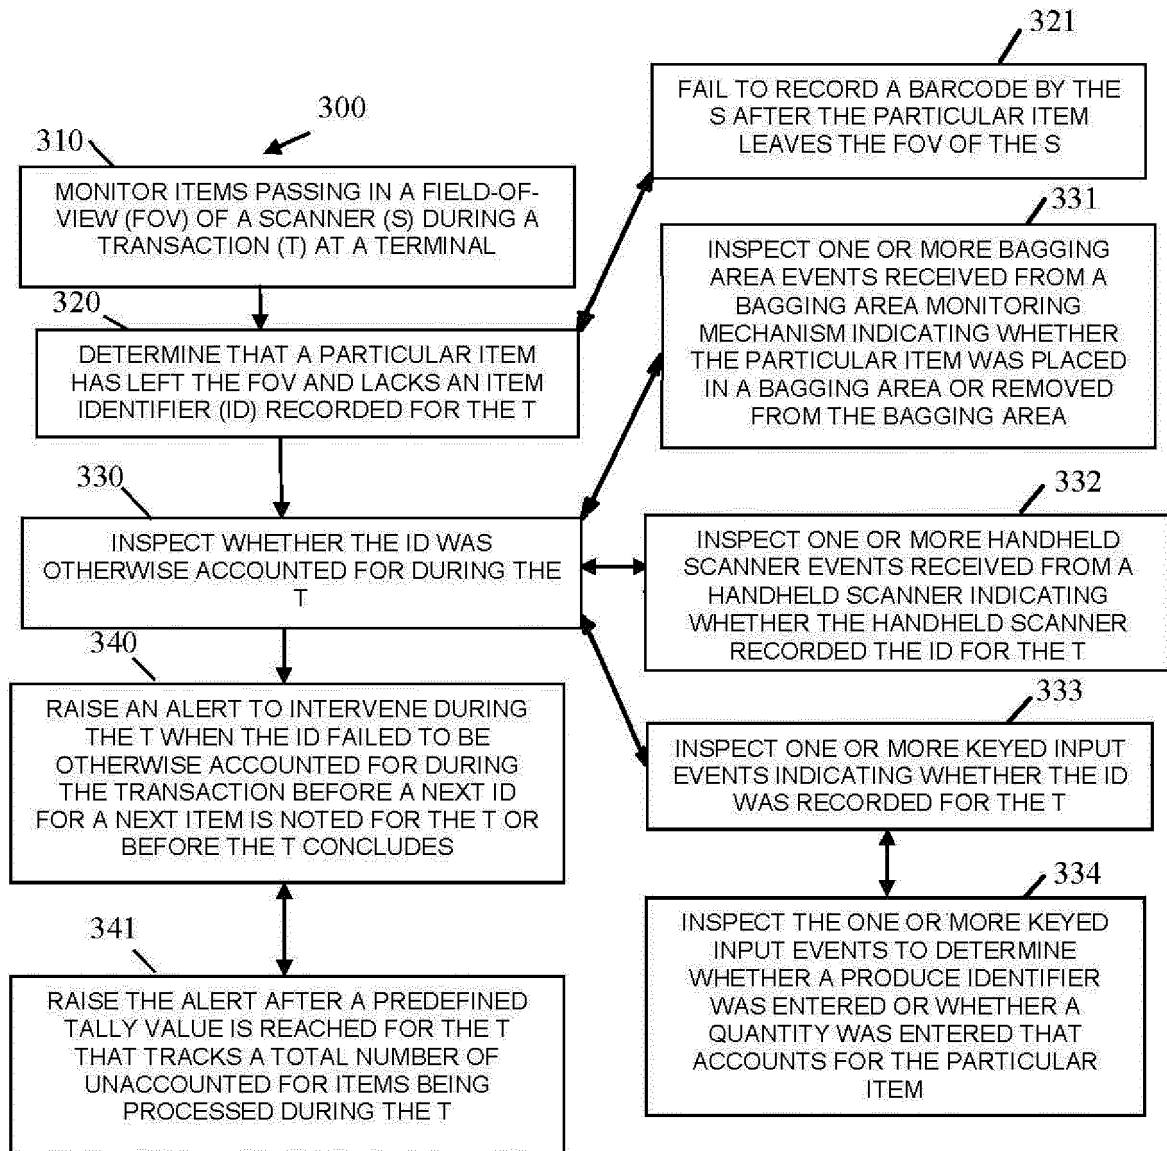 300
310
MONITOR ITEMS PASSING IN A FIELD-OF-
VIEW (FOV) OF A SCANNER (S) DURING A
TRANSACTION (T) AT A TERMINAL
320
DETERMINE THAT A PARTICULAR ITEM
HAS LEFT THE FOV AND LACKS AN ITEM
IDENTIFIER (ID) RECORDED FOR THE T
330
INSPECT WHETHER THE ID WAS
OTHERWISE ACCOUNTED FOR DURING THE
T
340
RAISE AN ALERT TO INTERVENE DURING
THE T WHEN THE ID FAILED TO BE
OTHERWISE ACCOUNTED FOR DURING
THE TRANSACTION BEFORE A NEXT ID
FOR A NEXT ITEM IS NOTED FOR THE T OR
BEFORE THE T CONCLUDES
341
RAISE THE ALERT AFTER A PREDEFINED
TALLY VALUE IS REACHED FOR THE T
THAT TRACKS A TOTAL NUMBER OF
UNACCOUNTED FOR ITEMS BEING
PROCESSED DURING THE T
321
FAIL TO RECORD A BARCODE BY THE
S AFTER THE PARTICULAR ITEM
LEAVES THE FOV OF THE S
331
INSPECT ONE OR MORE BAGGING
AREA EVENTS RECEIVED FROM A
BAGGING AREA MONITORING
MECHANISM INDICATING WHETHER
THE PARTICULAR ITEM WAS PLACED
IN A BAGGING AREA OR REMOVED
FROM THE BAGGING AREA
332
INSPECT ONE OR MORE HANDHELD
SCANNER EVENTS RECEIVED FROM A
HANDHELD SCANNER INDICATING
WHETHER THE HANDHELD SCANNER
RECORDED THE ID FOR THE T
333
INSPECT ONE OR MORE KEYED INPUT
EVENTS INDICATING WHETHER THE ID
WAS RECORDED FOR THE T
334
INSPECT THE ONE OR MORE KEYED
INPUT EVENTS TO DETERMINE
WHETHER A PRODUCE IDENTIFIER
WAS ENTERED OR WHETHER A
QUANTITY WAS ENTERED THAT
ACCOUNTS FOR THE PARTICULAR
ITEM